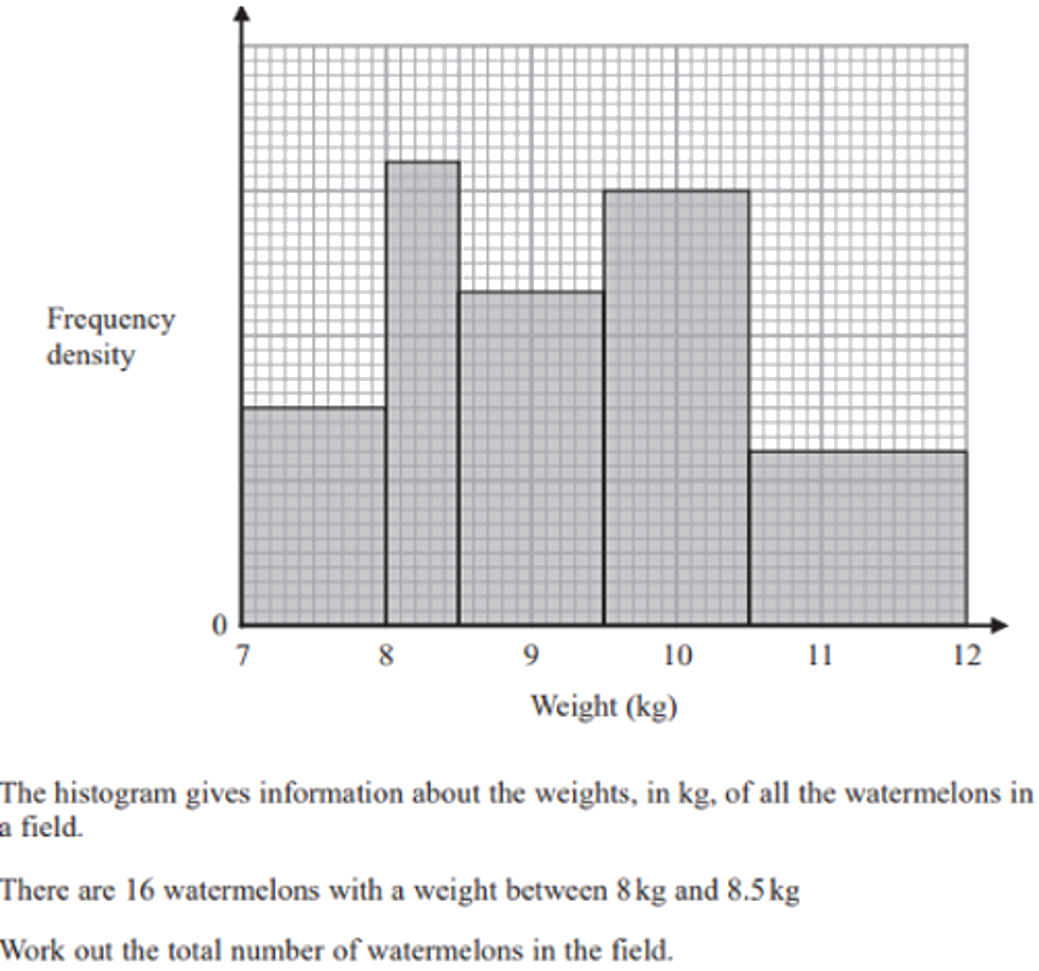 Frequency
density
0
7 8 9 10 11 12
Weight (kg)
The histogram gives information about the weights, in kg, of all the watermelons in
a field.
There are 16 watermelons with a weight between 8 kg and 8.5 kg
Work out the total number of watermelons in the field.